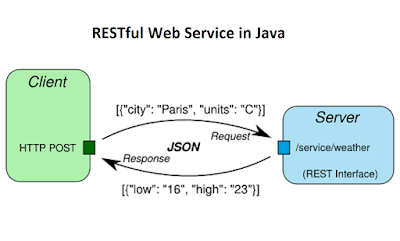 RESTful Web Service in Java
Client
[{"city": "Paris", "units": "C"}]
Server
HTTP POST
JSON
Request
Response
/service/weather
(REST Interface)
[{"low": "16", "high": "23"}]